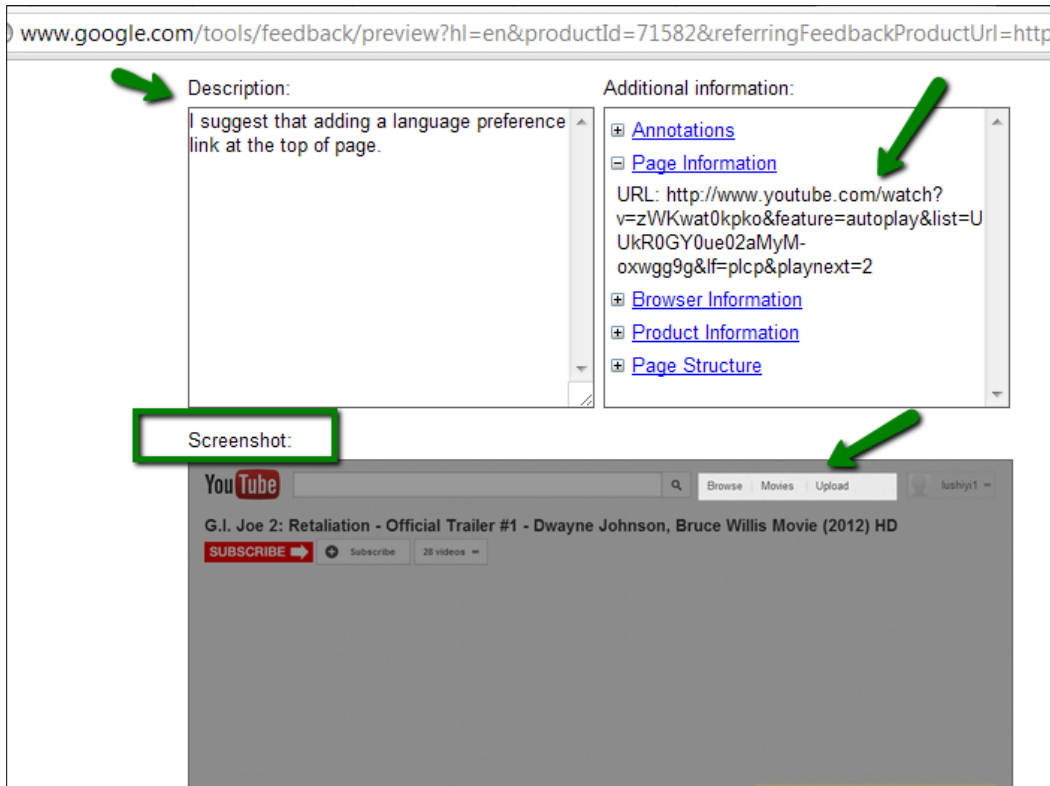 www.google.com/tools/feedback/preview?hl=en&productId=71582&referringFeedbackProductUrl=http
Description:
I suggest that adding a language preference
link at the top of page.
Additional information:
Annotations
Page Information
URL: http://www.youtube.com/watch?
v=zWKwat0kpko&feature=autoplay&list=U
UkR0GY0ue02aMyM-
oxwgg9g&lf=plcp&playnext=2
Browser Information
Product Information
Page Structure
Screenshot:
YouTube Browse Movies Upload lushiyi1
G.I. Joe 2: Retaliation - Official Trailer #1 - Dwayne Johnson, Bruce Willis Movie (2012) HD
SUBSCRIBE Subscribe 28 videos